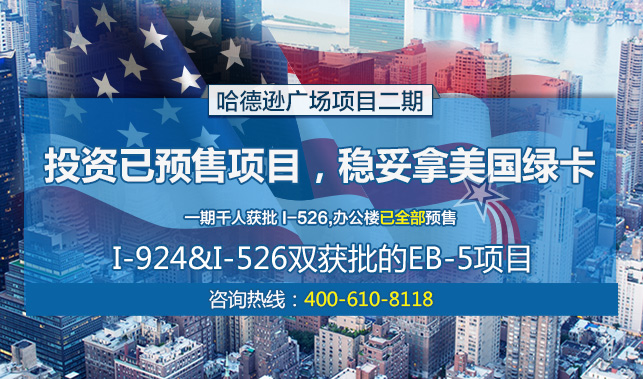 哈德逊广场项目二期
投资已预售项目，稳妥拿美国绿卡
一期千人获批 I-526,办公楼已全部预售
I-924&I-526双获批的EB-5项目
咨询热线：400-610-8118